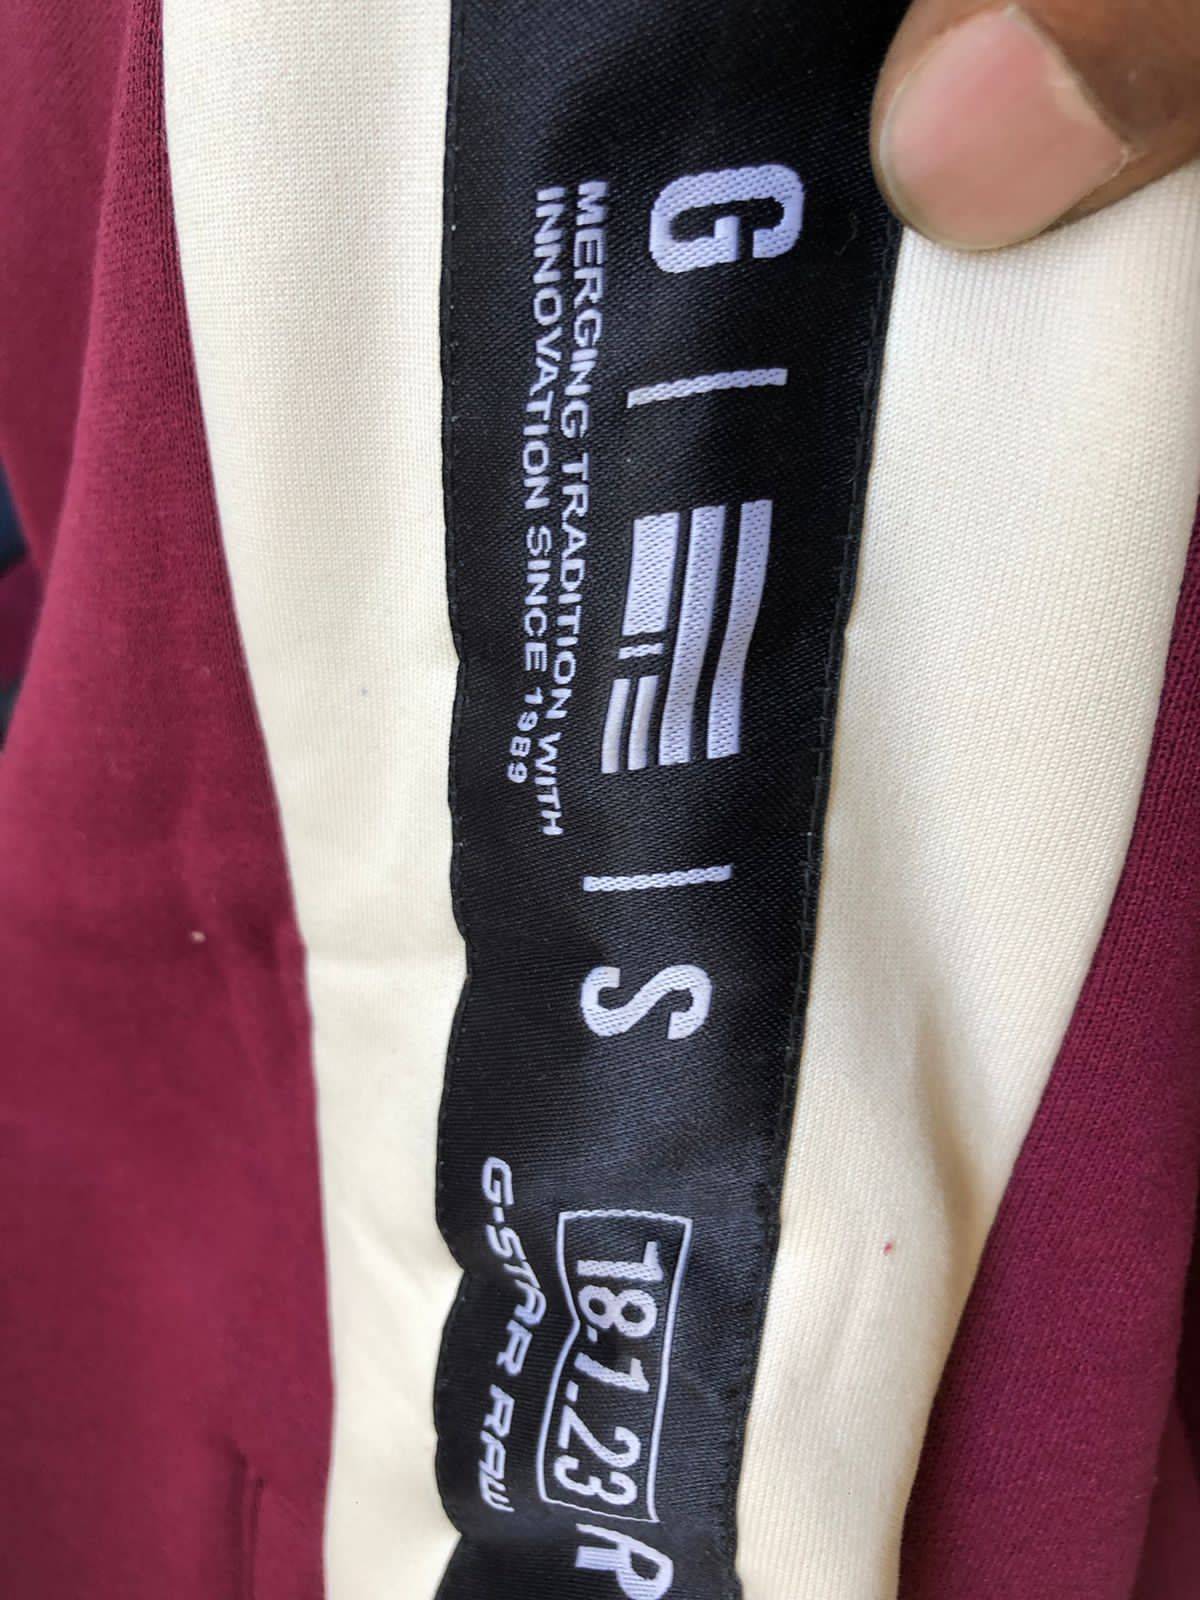 G | | S
MERGING TRADITION WITH
INNOVATION SINCE 1989
18.1.23 R
G-STAR RAW